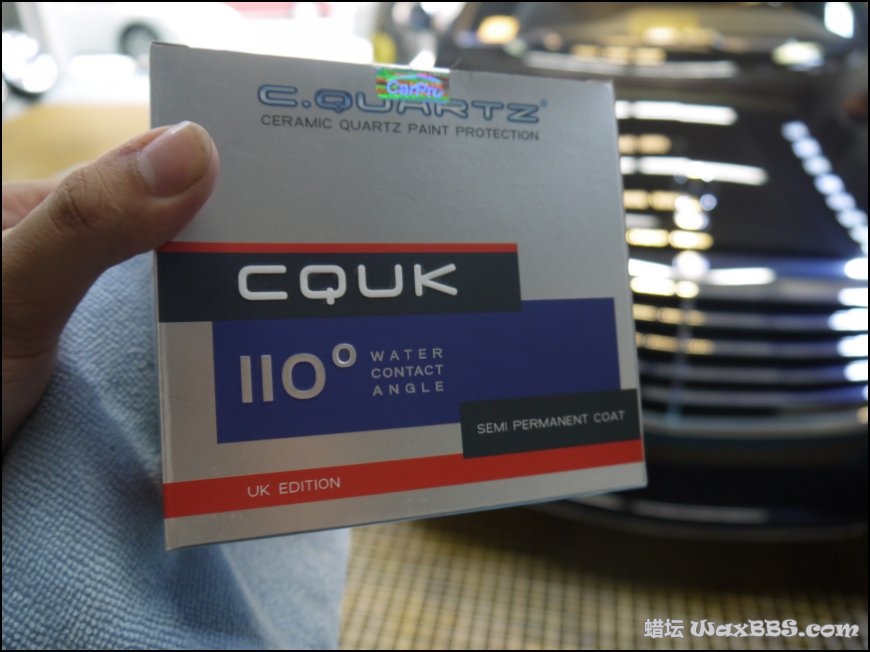 CarPro
C.QUARTZ®
CERAMIC QUARTZ PAINT PROTECTION
CQUK
110°
WATER
CONTACT
ANGLE
SEMI PERMANENT COAT
UK EDITION
蜡坛 WaxBBS.com